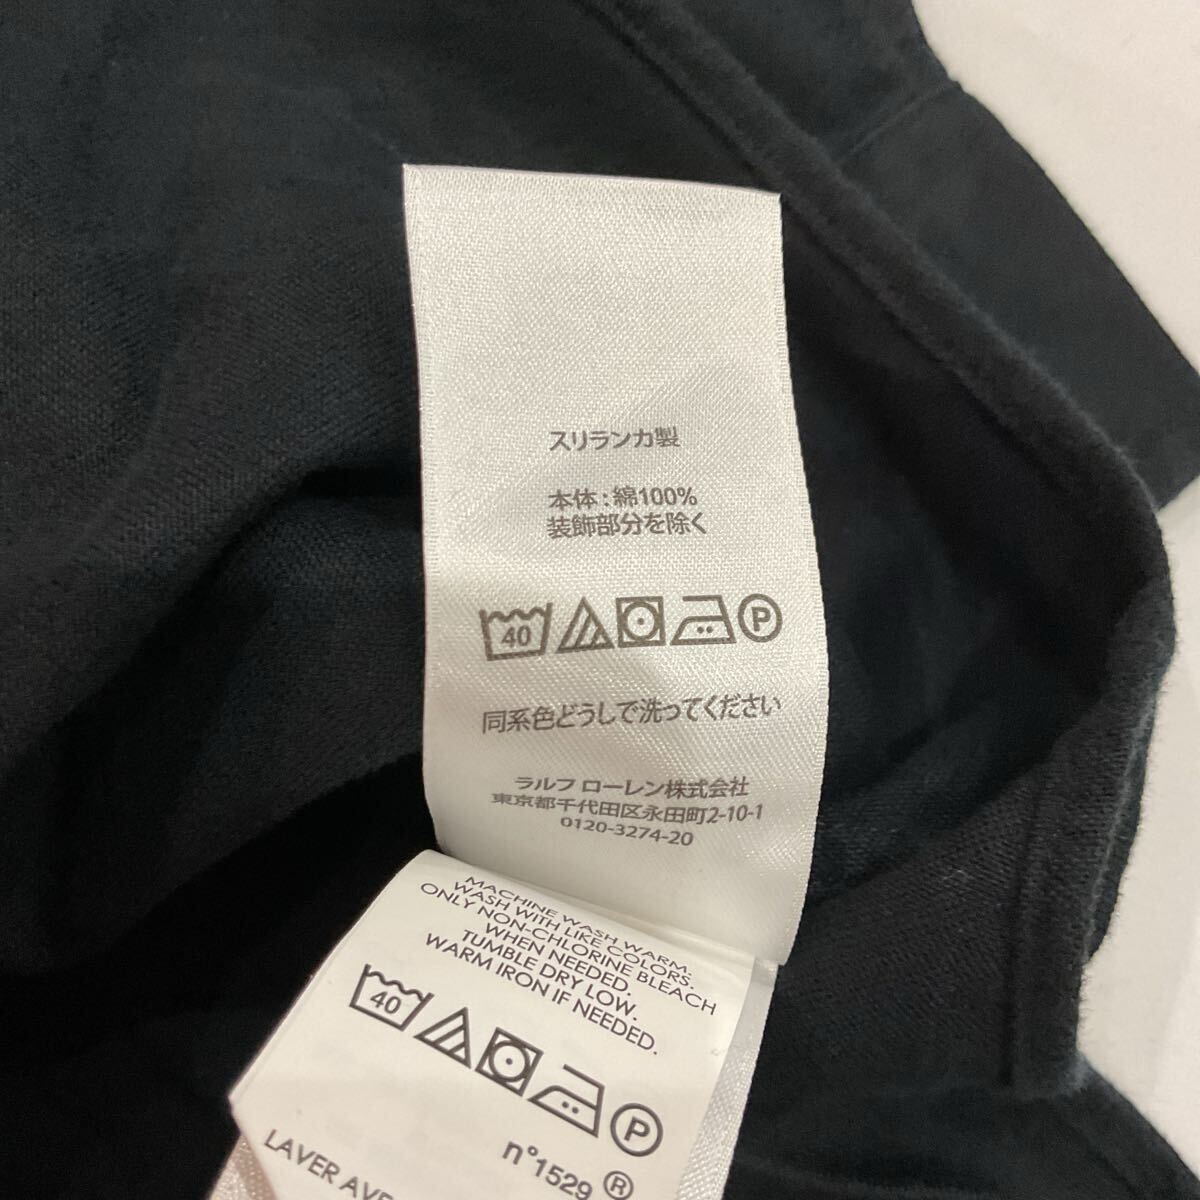 スリランカ製
本体：綿100%
装飾部分を除く
40
P
同系色どうしで洗ってください
ラルフ ローレン株式会社
東京都千代田区永田町2-10-1
0120-3274-20
MACHINE WASH WARM.
WASH WITH LIKE COLORS.
ONLY NON-CHLORINE BLEACH
WHEN NEEDED.
TUMBLE DRY LOW.
WARM IRON IF NEEDED.
40
P
n°1529 ®
LAVER